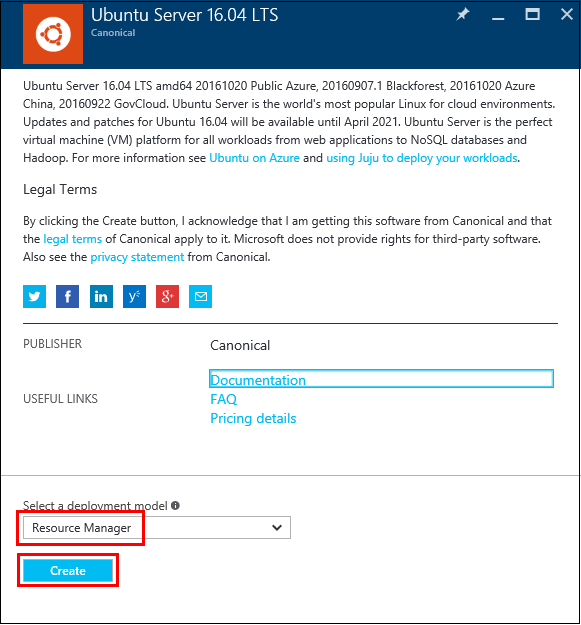 Ubuntu Server 16.04 LTS
Canonical
Ubuntu Server 16.04 LTS amd64 20161020 Public Azure, 20160907.1 Blackforest, 20161020 Azure
China, 20160922 GovCloud. Ubuntu Server is the world's most popular Linux for cloud environments.
Updates and patches for Ubuntu 16.04 will be available until April 2021. Ubuntu Server is the perfect
virtual machine (VM) platform for all workloads from web applications to NoSQL databases and
Hadoop. For more information see Ubuntu on Azure and using Juju to deploy your workloads.
Legal Terms
By clicking the Create button, I acknowledge that I am getting this software from Canonical and that
the legal terms of Canonical apply to it. Microsoft does not provide rights for third-party software.
Also see the privacy statement from Canonical.
PUBLISHER
Canonical
USEFUL LINKS
Documentation
FAQ
Pricing details
Select a deployment model
Resource Manager
Create